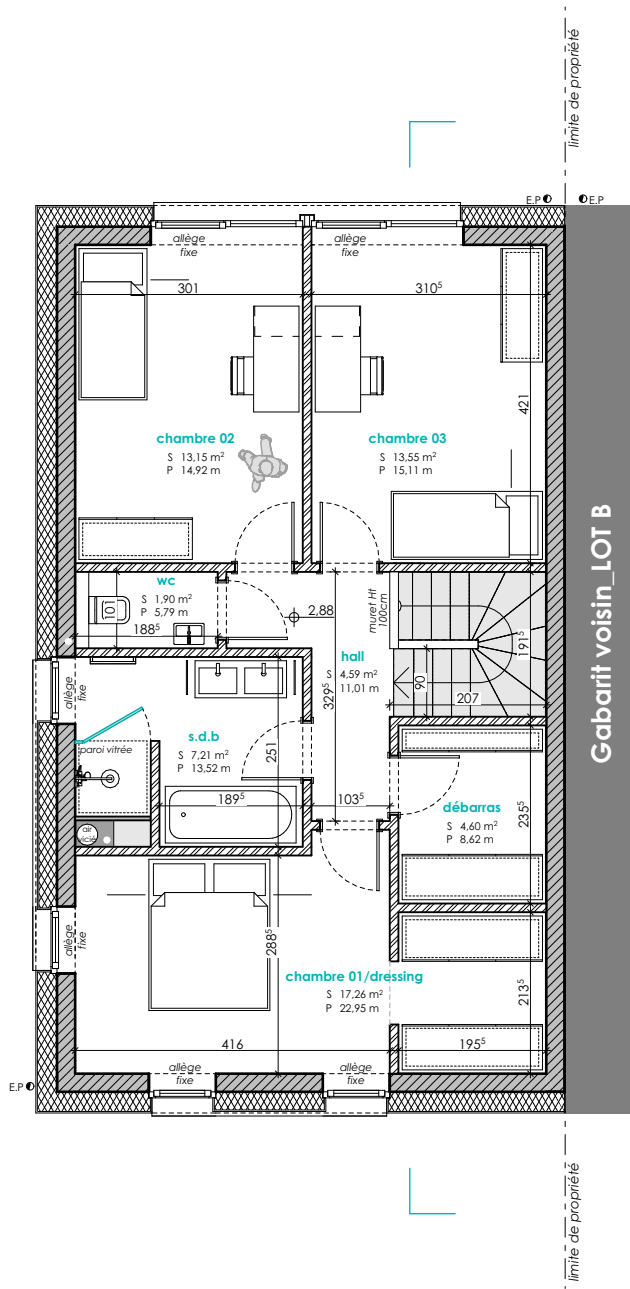 limite de propriété
E.P
E.P
allège
fixe
allège
fixe
301
310⁵
421
chambre 02
S 13,15 m²
P 14,92 m
chambre 03
S 13,55 m²
P 15,11 m
Gabarit voisin_LOT B
wc
S 1,90 m²
P 5,79 m
101
188⁵
2,88
muret Ht
100cm
191⁵
hall
S 4,59 m²
P 11,01 m
329⁵
90
207
allège
fixe
s.d.b
S 7,21 m²
P 13,52 m
251
paroi vitrée
189⁵
103⁵
débarras
S 4,60 m²
P 8,62 m
235⁵
air
vicié
allège
fixe
288⁵
chambre 01/dressing
S 17,26 m²
P 22,95 m
213⁵
416
195⁵
allège
fixe
allège
fixe
E.P
limite de propriété